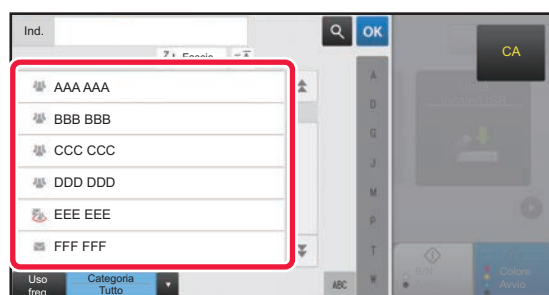 Ind.
OK
CA
AAA AAA
BBB BBB
CCC CCC
DDD DDD
EEE EEE
FFF FFF
A
D
G
J
M
P
T
W
ABC
Uso
freq
Categoria
Tutto
B/N
Colore
Avvio